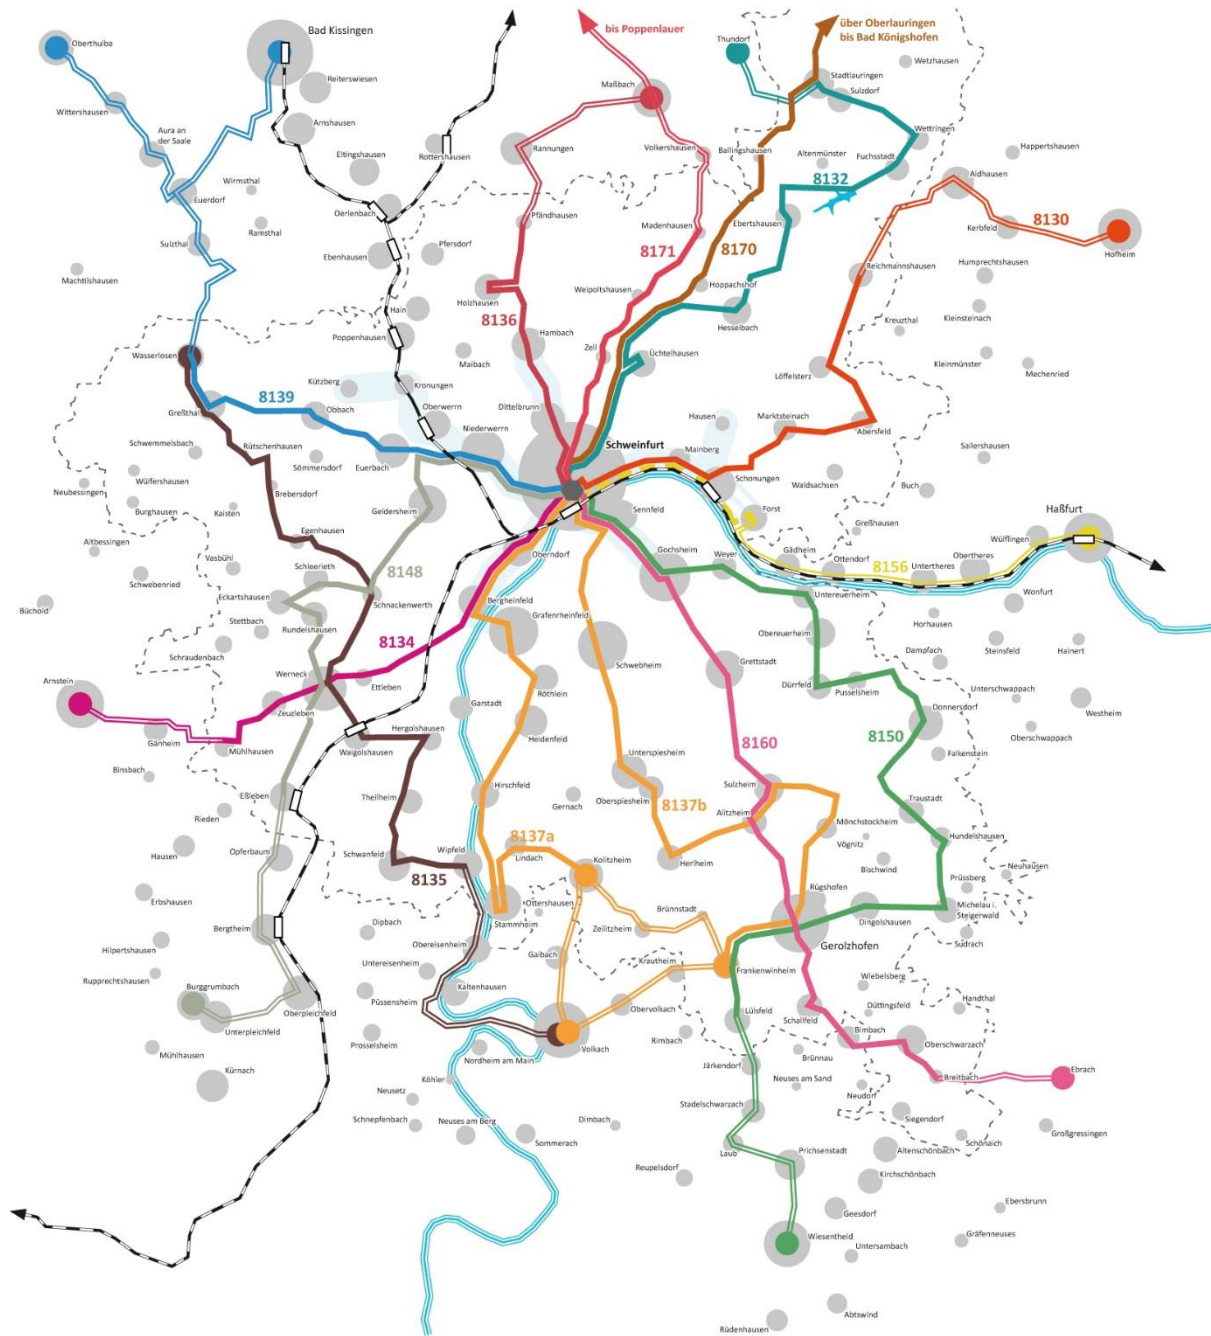 bis Poppenlauer
über Oberlauringen
bis Bad Königshofen
Oberthulba
Bad Kissingen
Thundorf
Wetzhausen
Reiterswiesen
Stadtlauringen
Sulzdorf
Maßbach
Wittershausen
Arnshausen
Aura an
der Saale
Eltingshausen
Rottershausen
Rannungen
Volkershausen
Ballingshausen
Altenmünster
Wettringen
Fuchsstadt
Happertshausen
Aidhausen
Wirmsthal
Euerdorf
Oerlenbach
8132
8130
Ramsthal
Pfändhausen
Madenhausen
Ebertshausen
Kerbfeld
Hofheim
Sulzthal
Ebenhausen
Pfersdorf
8171
8170
Machtilshausen
Reichmannshausen
Humprechtshausen
Holzhausen
Weipoltshausen
Hoppachshof
Hain
Hesselbach
Kreuzthal
Kleinsteinach
Poppenhausen
8136
Hambach
Wasserlosen
Maibach
Zell
Üchtelhausen
Löffelsterz
Kleinmünster
Mechenried
Kützberg
Kronungen
8139
Greßthal
Obbach
Oberwerrn
Dittelbrunn
Hausen
Marktsteinach
Abersfeld
Niederwerrn
Schweinfurt
Schwemmelsbach
Rütschenhausen
Sömmersdorf
Euerbach
Mainberg
Sailershausen
Neubessingen
Wülfershausen
Schonungen
Waldsachsen
Buch
Brebersdorf
Burghausen
Kaisten
Geldersheim
Sennfeld
Forst
Greßhausen
Haßfurt
Altbessingen
Egenhausen
Oberndorf
Gochsheim
Weyer
Gädheim
Ottendorf
Wülflingen
Vasbühl
Schleerieth
8148
8156
Untertheres
Obertheres
Schwebenried
Büchold
Eckartshausen
Schnackenwerth
Bergheinfeld
Grafenrheinfeld
Untereuerheim
Wonfurt
Stettbach
Rundelshausen
Horhausen
8134
Obereuerheim
Schraudenbach
Schwebheim
Dampfach
Steinsfeld
Hainert
Arnstein
Werneck
Ettleben
Röthlein
Grettstadt
Dürrfeld
Pusselsheim
Unterschwappach
Zeuzleben
Garstadt
Donnersdorf
Westheim
Gänheim
Mühlhausen
Waigolshausen
Hergolshausen
Heidenfeld
8160
8150
Oberschwappach
Falkenstein
Binsbach
Unterspiesheim
Eßleben
Theilheim
Hirschfeld
Gernach
Oberspiesheim
Sulzheim
8137b
Rieden
Alitzheim
Mönchstockheim
Traustadt
8137a
Vögnitz
Hundelshausen
Hausen
Opferbaum
Schwanfeld
Wipfeld
Lindach
Kolitzheim
Herlheim
Bischwind
Neuhausen
8135
Prüssberg
Erbshausen
Rügshofen
Ottershausen
Brünnstadt
Bergtheim
Dipbach
Stammheim
Zeilitzheim
Dingolshausen
Michelau i.
Steigerwald
Hilpertshausen
Obereisenheim
Gaibach
Gerolzhofen
Sudrach
Untereisenheim
Krautheim
Frankenwinheim
Wiebelsberg
Rupprechtshausen
Burggrumbach
Püssensheim
Kaltenhausen
Obervolkach
Lülsfeld
Schallfeld
Düttingsfeld
Handthal
Oberpleichfeld
Unterpleichfeld
Prosselsheim
Nordheim am Main
Volkach
Rimbach
Bimbach
Oberschwarzach
Mühlhausen
Brünnau
Kürnach
Köhler
Järkendorf
Neuses am Sand
Breitbach
Ebrach
Neusetz
Neudorf
Stadelschwarzach
Siegendorf
Schnepfenbach
Neuses am Berg
Sommerach
Dimbach
Schönaich
Großgressingen
Laub
Prichsenstadt
Altenschönbach
Reupelsdorf
Kirchschönbach
Geesdorf
Ebersbrunn
Wiesentheid
Gräfenneuses
Untersambach
Abtswind
Rüdenhausen